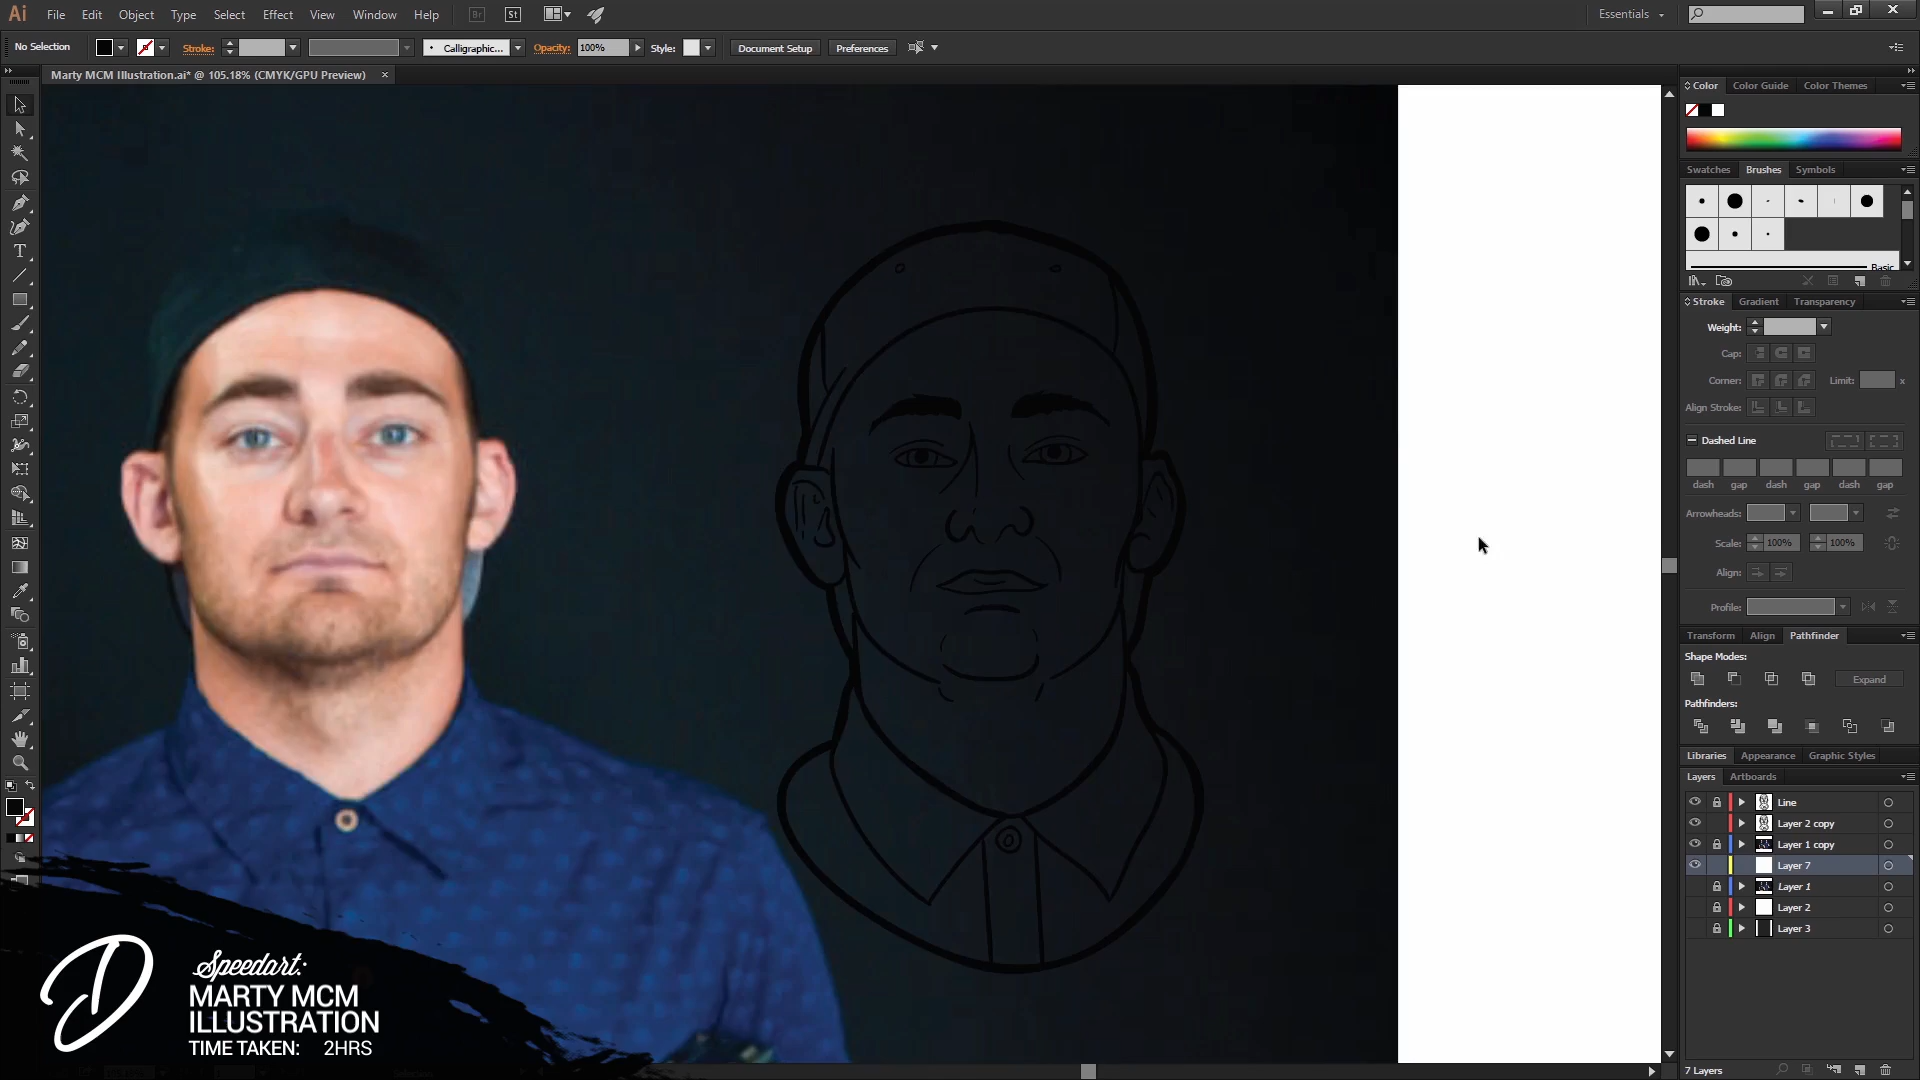 Ai File Edit Object Type Select Effect View Window Help Br St Essentials
No Selection Stroke: Calligraphic... Opacity: 100% Style: Document Setup Preferences
Marty MCM Illustration.ai* @ 105.18% (CMYK/GPU Preview) ×
Color Color Guide Color Themes
Swatches Brushes Symbols
Basic
Stroke Gradient Transparency
Weight:
Cap:
Corner: Limit: x
Align Stroke:
Dashed Line
dash gap dash gap dash gap
Arrowheads:
Scale: 100% 100%
Align:
Profile:
Transform Align Pathfinder
Shape Modes:
Expand
Pathfinders:
Libraries Appearance Graphic Styles
Layers Artboards
Line
Layer 2 copy
Layer 1 copy
Layer 7
Layer 1
Layer 2
Layer 3
7 Layers
D
Speedart:
MARTY MCM
ILLUSTRATION
TIME TAKEN: 2HRS